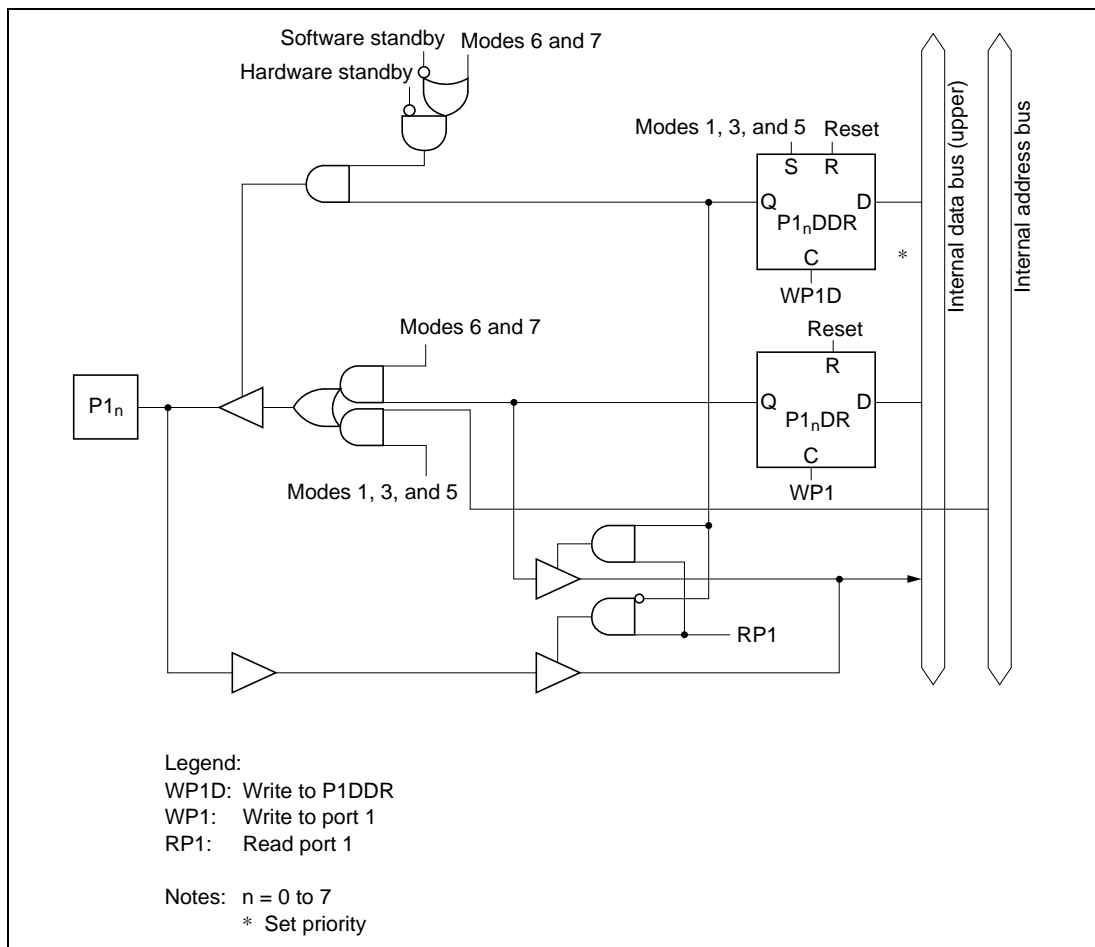 Software standby
Modes 6 and 7
Hardware standby
Modes 1, 3, and 5
Reset
S
R
Q
D
P1nDDR
C
WP1D
*
Internal data bus (upper)
Internal address bus
Modes 6 and 7
Reset
R
P1n
Q
D
P1nDR
C
WP1
Modes 1, 3, and 5
RP1
Legend:
WP1D: Write to P1DDR
WP1: Write to port 1
RP1: Read port 1
Notes: n = 0 to 7
* Set priority